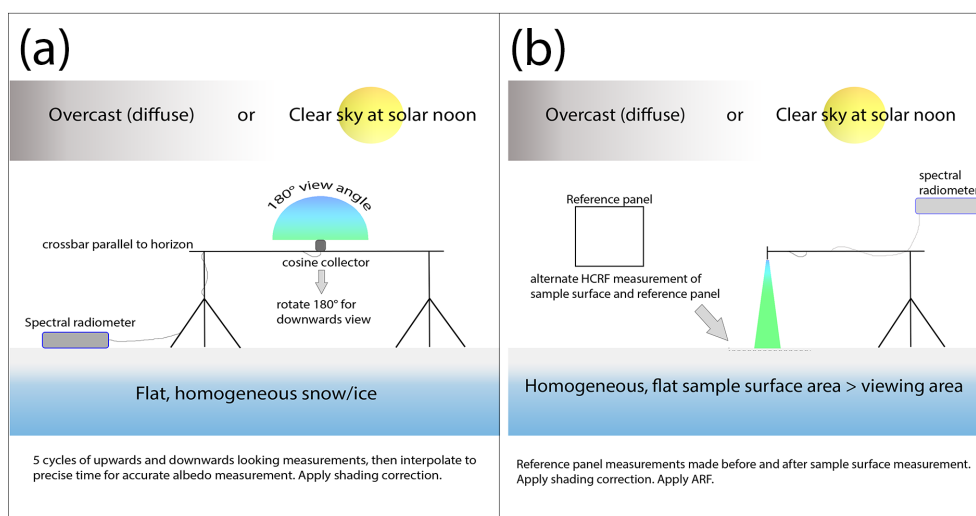 (a)
Overcast (diffuse) or Clear sky at solar noon
180° view angle
crossbar parallel to horizon
cosine collector
rotate 180° for
downwards view
Spectral radiometer
Flat, homogeneous snow/ice
5 cycles of upwards and downwards looking measurements, then interpolate to
precise time for accurate albedo measurement. Apply shading correction.
(b)
Overcast (diffuse) or Clear sky at solar noon
spectral
radiometer
Reference panel
alternate HCRF measurement of
sample surface and reference panel
Homogeneous, flat sample surface area > viewing area
Reference panel measurements made before and after sample surface measurement.
Apply shading correction. Apply ARF.